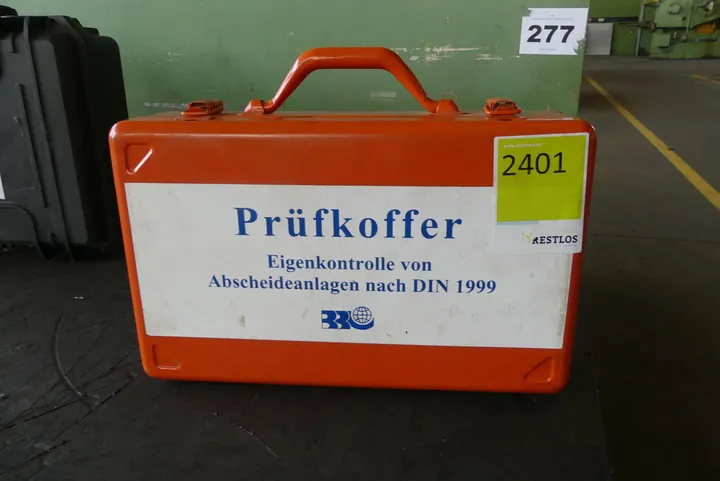 277
2401
RESTLOS
Prüfkoffer
Eigenkontrolle von
Abscheideanlagen nach DIN 1999